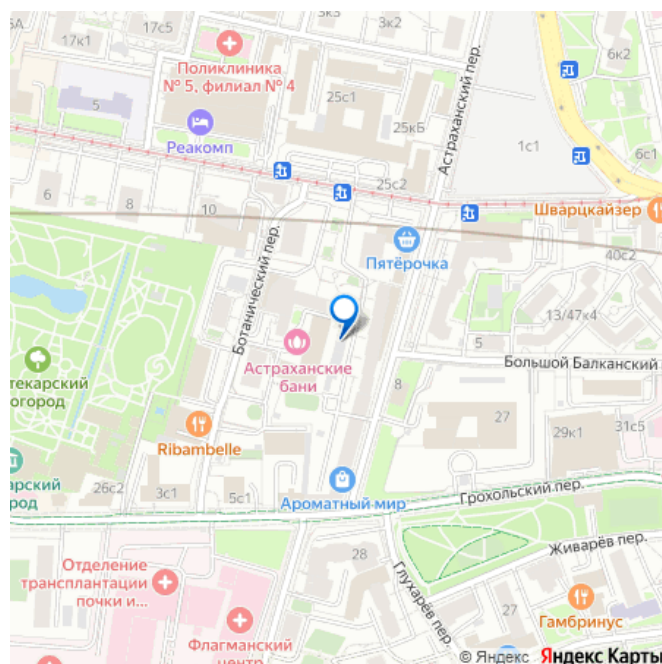 3к3
3к2
17к1
17с5
6к2
Поликлиника
№ 5, филиал № 4
5
25с1
25кБ
Астраханский пер.
1с1
6с1
Реакомп
25с2
6
8
10
Шварцкайзер
Пятёрочка
40с2
Ботанический пер.
13/47к4
Астраханские
бани
5
Большой Балканский
текарский
огород
8
27
29к1
31с5
Ribambelle
арский
род
26с2
3с1
5с1
Ароматный мир
Грохольский пер.
Живарёв пер.
Отделение
трансплантации
почки и...
28
Глухарёв пер.
27
Гамбринус
Флагманский
центр
© Яндекс Яндекс Карты